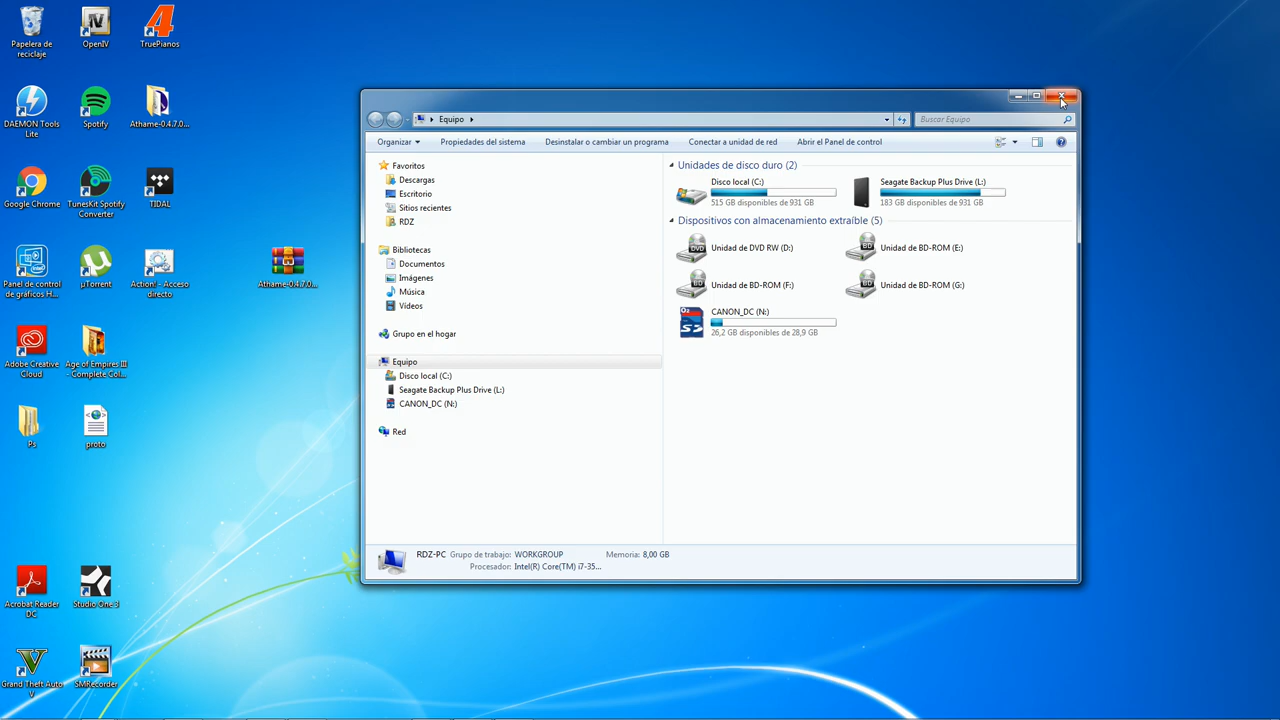 Papelera de
reciclaje
OpenIV
TruePianos
DAEMON Tools
Lite
Spotify
Athame-0.4.7.0...
Google Chrome
TunesKit Spotify
Converter
TIDAL
Panel de control
de gráficos H...
µTorrent
Action! - Acceso
directo
Athame-0.4.7.0...
Adobe Creative
Cloud
Age of Empires III
- Complete Col...
Ps
proto
Acrobat Reader
DC
Studio One 3
Grand Theft Auto
V
SMRecorder
Equipo
Buscar Equipo
Organizar
Propiedades del sistema
Desinstalar o cambiar un programa
Conectar a unidad de red
Abrir el Panel de control
Favoritos
Descargas
Escritorio
Sitios recientes
RDZ
Bibliotecas
Documentos
Imágenes
Música
Vídeos
Grupo en el hogar
Equipo
Disco local (C:)
Seagate Backup Plus Drive (L:)
CANON_DC (N:)
Red
Unidades de disco duro (2)
Disco local (C:)
515 GB disponibles de 931 GB
Seagate Backup Plus Drive (L:)
183 GB disponibles de 931 GB
Dispositivos con almacenamiento extraíble (5)
Unidad de DVD RW (D:)
Unidad de BD-ROM (E:)
Unidad de BD-ROM (F:)
Unidad de BD-ROM (G:)
CANON_DC (N:)
26,2 GB disponibles de 28,9 GB
RDZ-PC Grupo de trabajo: WORKGROUP Memoria: 8,00 GB
Procesador: Intel(R) Core(TM) i7-35...